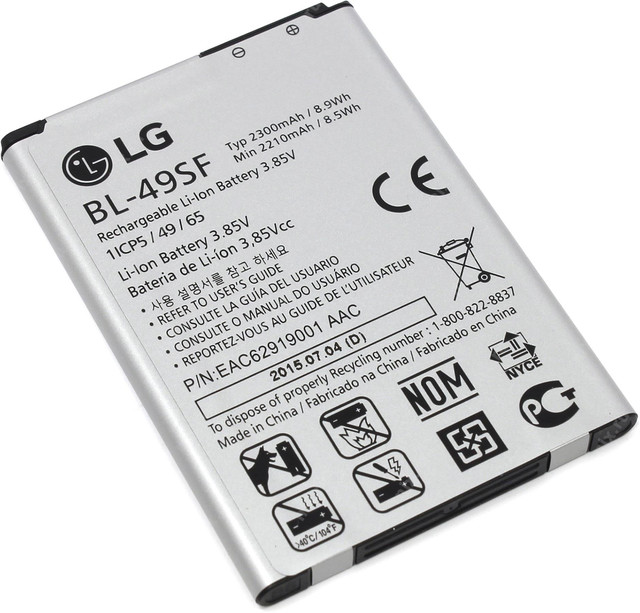 LG
Typ 2300mAh / 8.9Wh
Min 2210mAh / 8.5Wh
BL-49SF
Rechargeable Li-Ion Battery 3.85V
1ICP5 / 49 / 65
Li-Ion Battery 3.85V
Bateria de Li-ion 3,85Vcc
• 사용 설명서를 참고 하세요
• REFER TO USER'S GUIDE
• CONSULTE LA GUÍA DEL USUARIO
• CONSULTE O MANUAL DO USUÁRIO
• REPORTEZ-VOUS AU GUIDE DE L'UTILISATEUR
P/N:EAC62919001 AAC
2015.07.04 (D)
To dispose of properly Recycling number : 1-800-822-8837
Made in China / Fabricado na China / Fabricado en China
CE
NYCE
NOM
PC
>40°C / 104°F